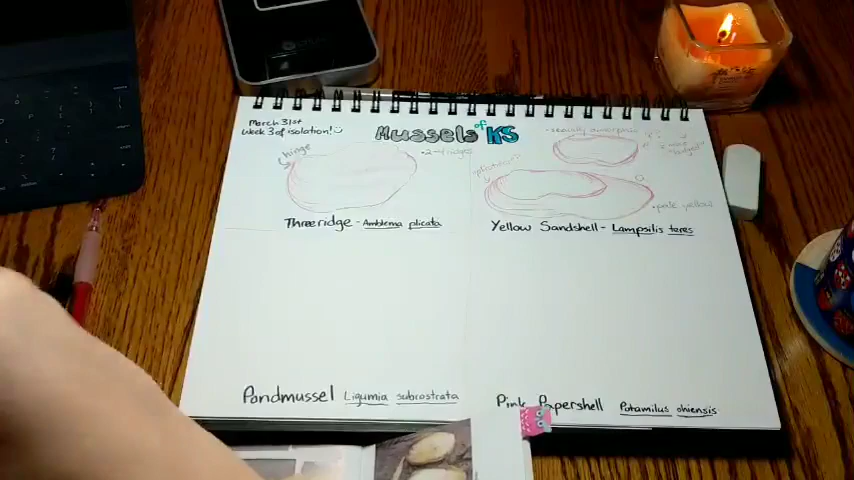 March 31st
Week 3 of isolation!
Mussels of KS
hinge
Threeridge - Amblema plicata
• pale yellow
Yellow Sandshell - Lampsilis teres
Pondmussel Ligumia subrostrata
Pink Papershell Potamilus ohiensis